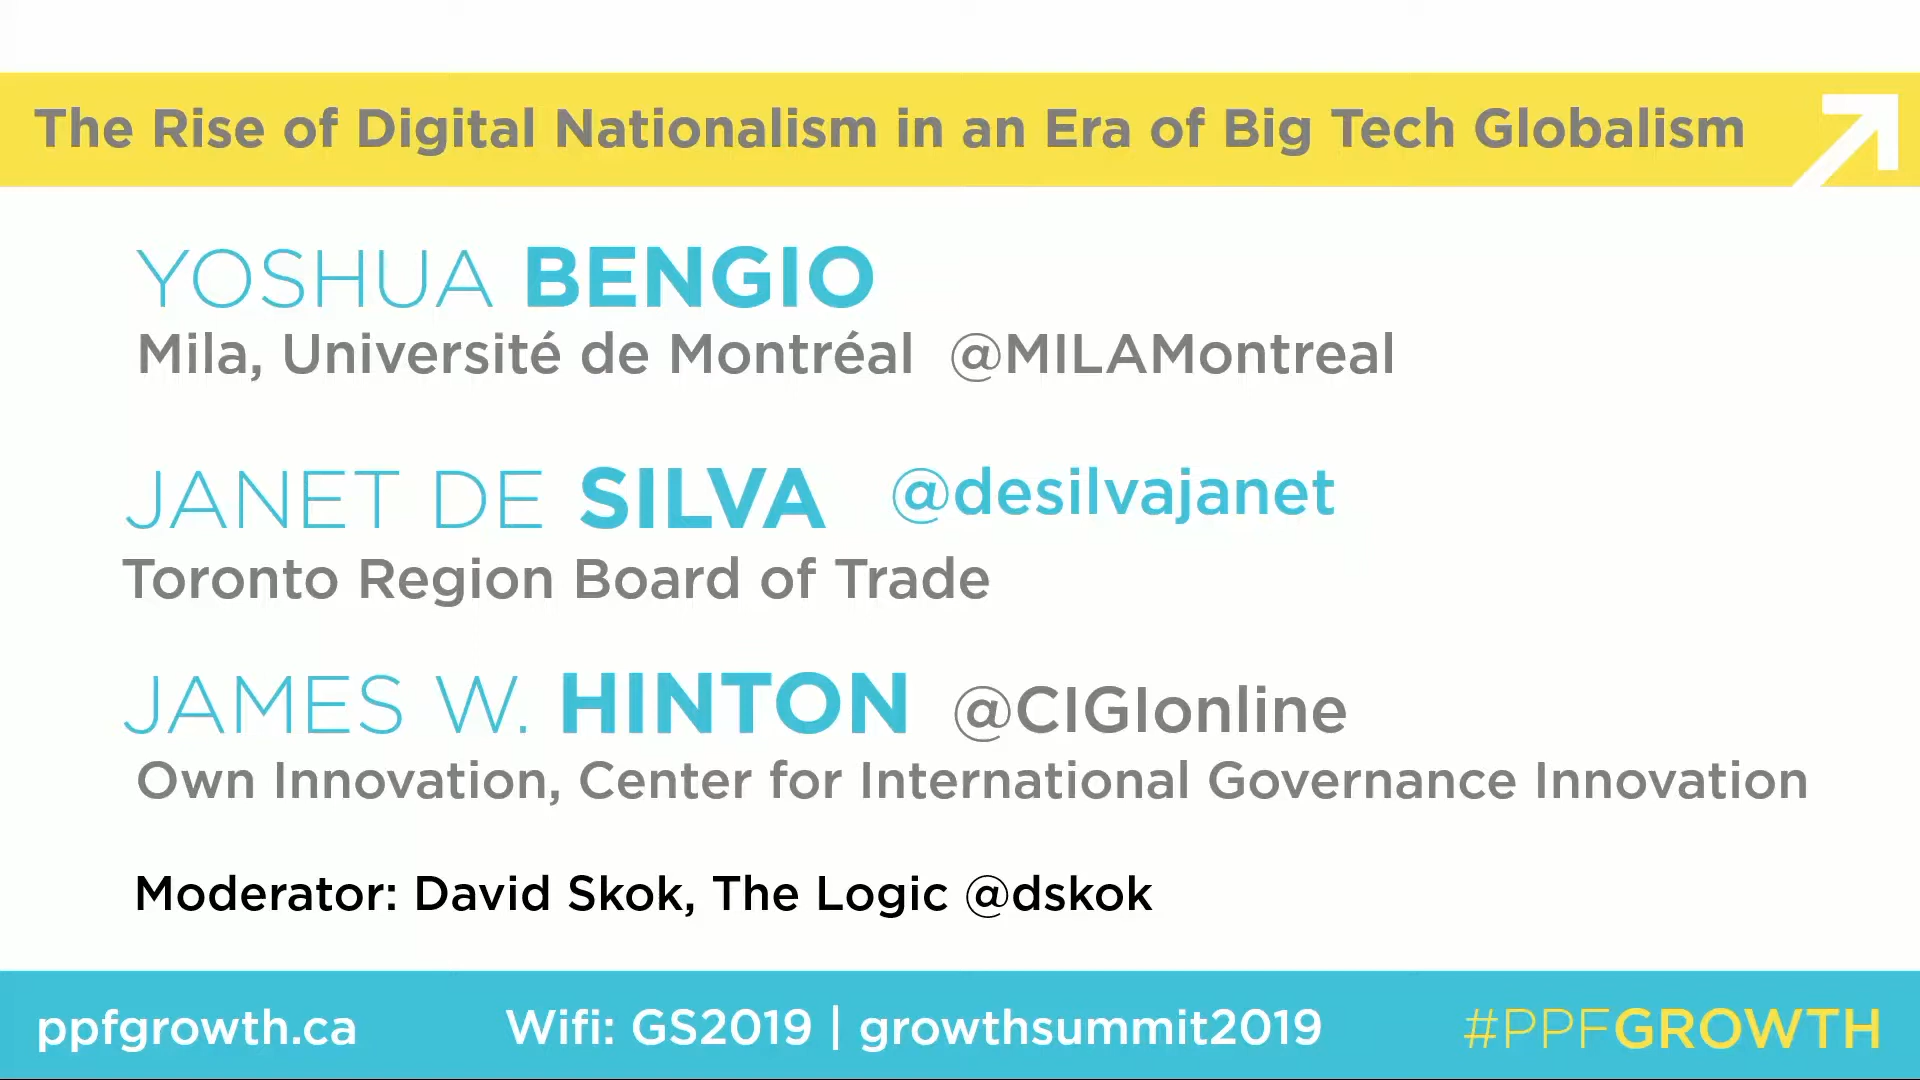 The Rise of Digital Nationalism in an Era of Big Tech Globalism
YOSHUA BENGIO
Mila, Université de Montréal @MILAMontreal
JANET DE SILVA @desilvajanet
Toronto Region Board of Trade
JAMES W. HINTON @CIGIonline
Own Innovation, Center for International Governance Innovation
Moderator: David Skok, The Logic @dskok
ppfgrowth.ca Wifi: GS2019 | growthsummit2019 #PPFGROWTH